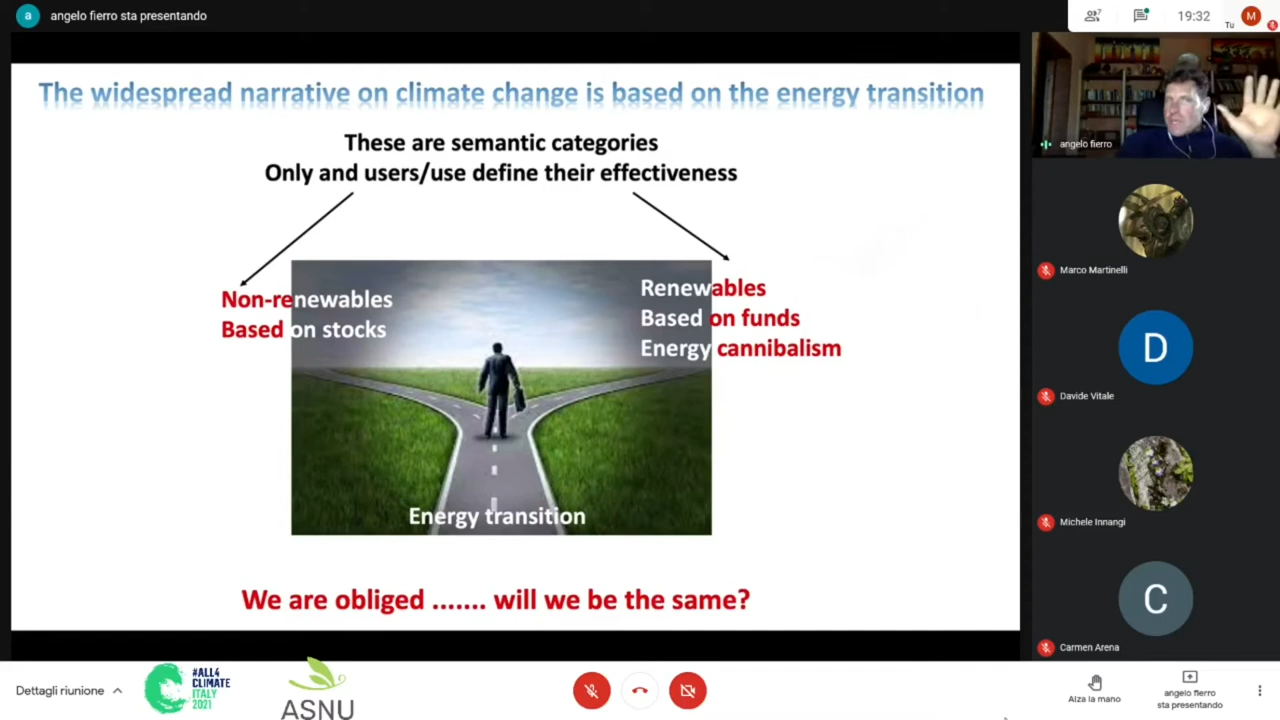 a
angelo fierro sta presentando
7
19:32
Tu
M
The widespread narrative on climate change is based on the energy transition
These are semantic categories
Only and users/use define their effectiveness
Non-renewables
Based on stocks
Renewables
Based on funds
Energy cannibalism
Energy transition
We are obliged ....... will we be the same?
angelo fierro
Marco Martinelli
D
Davide Vitale
Michele Innangi
C
Carmen Arena
Dettagli riunione
#ALL4
CLIMATE
ITALY
2021
ASNU
Alza la mano
angelo fierro
sta presentando